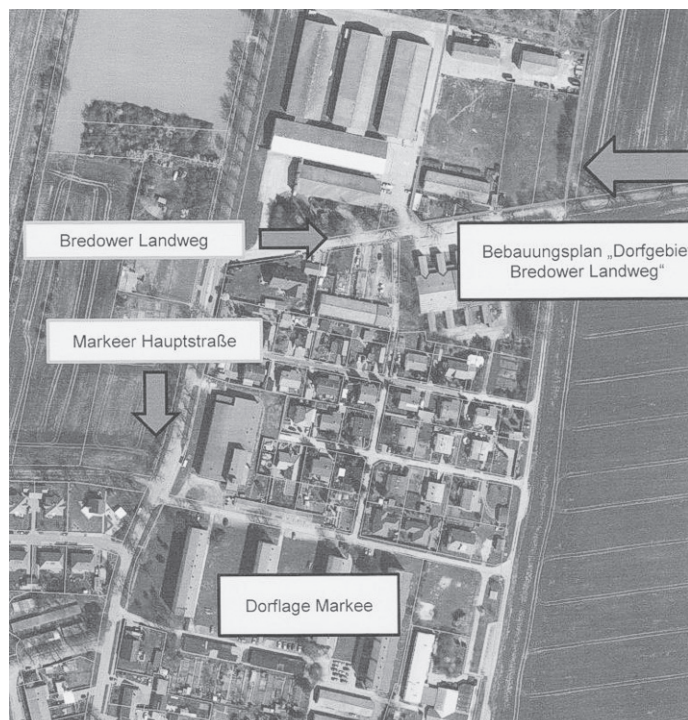 Bredower Landweg
Bebauungsplan „Dorfgebie
Bredower Landweg“
Markeer Hauptstraße
Dorflage Markee